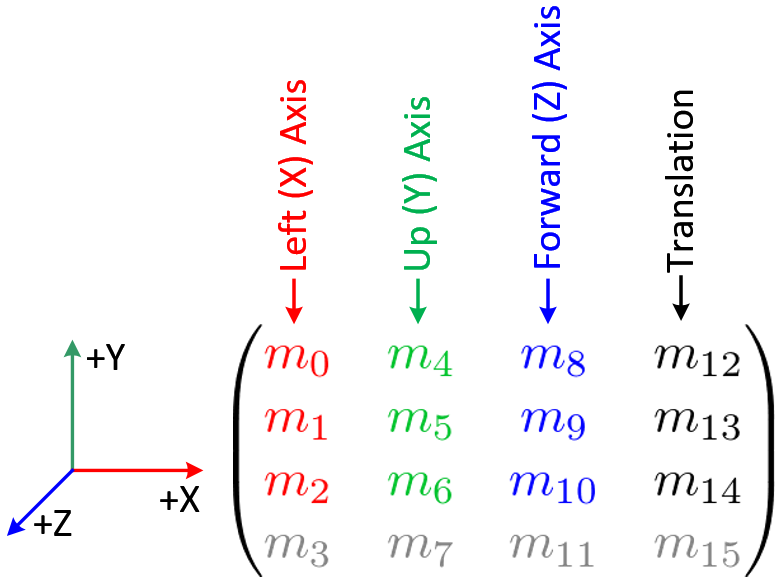 Left (X) Axis
Up (Y) Axis
Forward (Z) Axis
Translation
+Y
+X
+Z
m₀ m₄ m₈ m₁₂
m₁ m₅ m₉ m₁₃
m₂ m₆ m₁₀ m₁₄
m₃ m₇ m₁₁ m₁₅